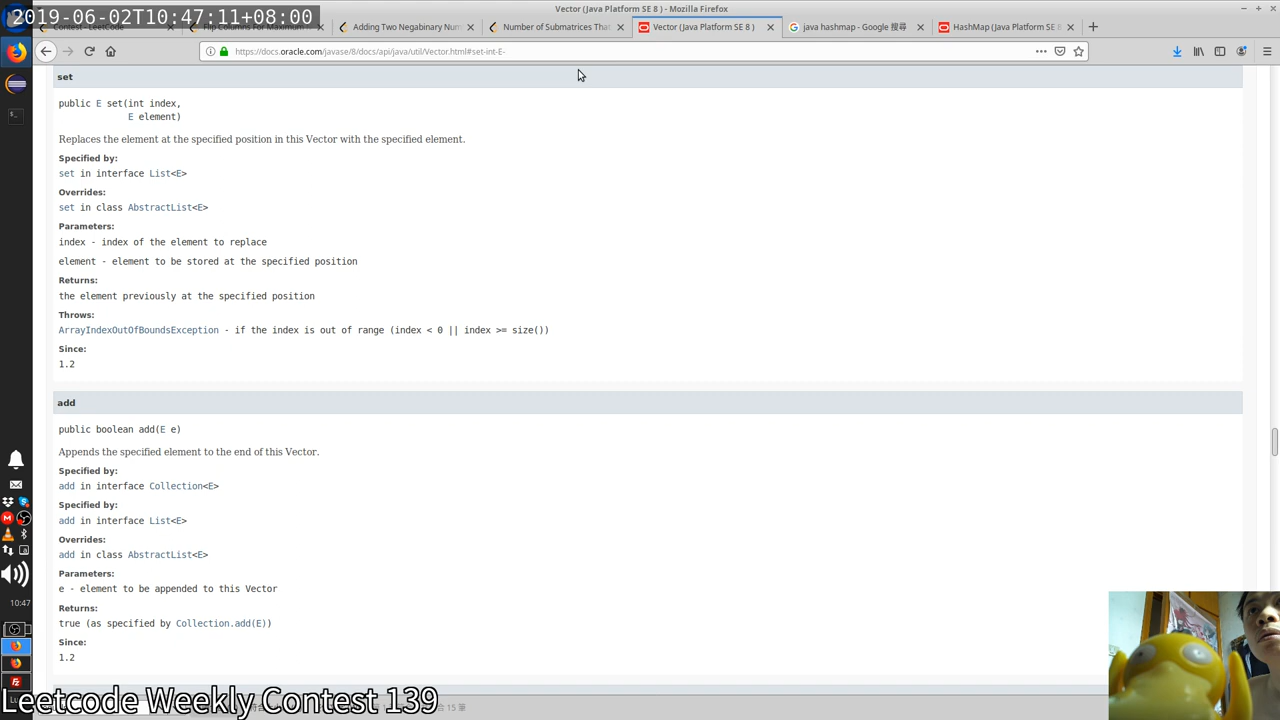 2019-06-02T10:47:11+08:00
Vector (Java Platform SE 8 ) - Mozilla Firefox
Contest - LeetCode
Flip Columns For Maximum
Adding Two Negabinary Num
Number of Submatrices That
Vector (Java Platform SE 8 )
java hashmap - Google 搜尋
HashMap (Java Platform SE 8
https://docs.oracle.com/javase/8/docs/api/java/util/Vector.html#set-int-E-
set
public E set(int index,
E element)
Replaces the element at the specified position in this Vector with the specified element.
Specified by:
set in interface List<E>
Overrides:
set in class AbstractList<E>
Parameters:
index - index of the element to replace
element - element to be stored at the specified position
Returns:
the element previously at the specified position
Throws:
ArrayIndexOutOfBoundsException - if the index is out of range (index < 0 || index >= size())
Since:
1.2
add
public boolean add(E e)
Appends the specified element to the end of this Vector.
Specified by:
add in interface Collection<E>
Specified by:
add in interface List<E>
Overrides:
add in class AbstractList<E>
Parameters:
e - element to be appended to this Vector
Returns:
true (as specified by Collection.add(E))
Since:
1.2
10:47
Leetcode Weekly Contest 139